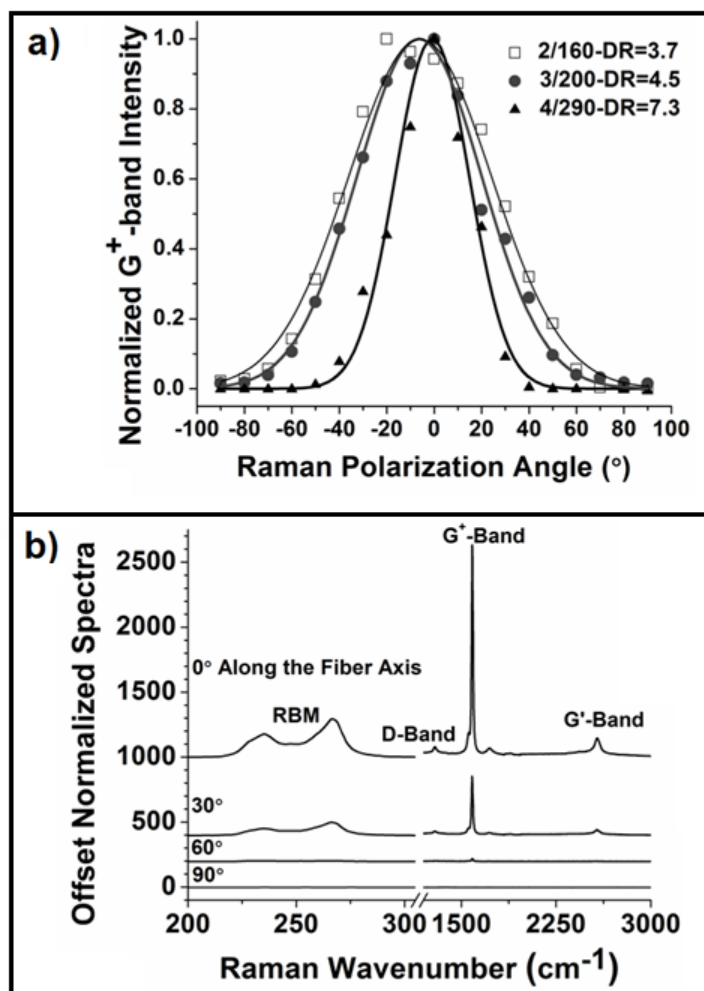 a)
2/160-DR=3.7
3/200-DR=4.5
4/290-DR=7.3
Normalized G+-band Intensity
1.0
0.8
0.6
0.4
0.2
0.0
-100 -80 -60 -40 -20 0 20 40 60 80 100
Raman Polarization Angle (°)
b)
G+-Band
Offset Normalized Spectra
2500
2000
1500
1000
500
0
0° Along the Fiber Axis
RBM
D-Band
G'-Band
30°
60°
90°
200 250 300 1500 2250 3000
Raman Wavenumber (cm-1)